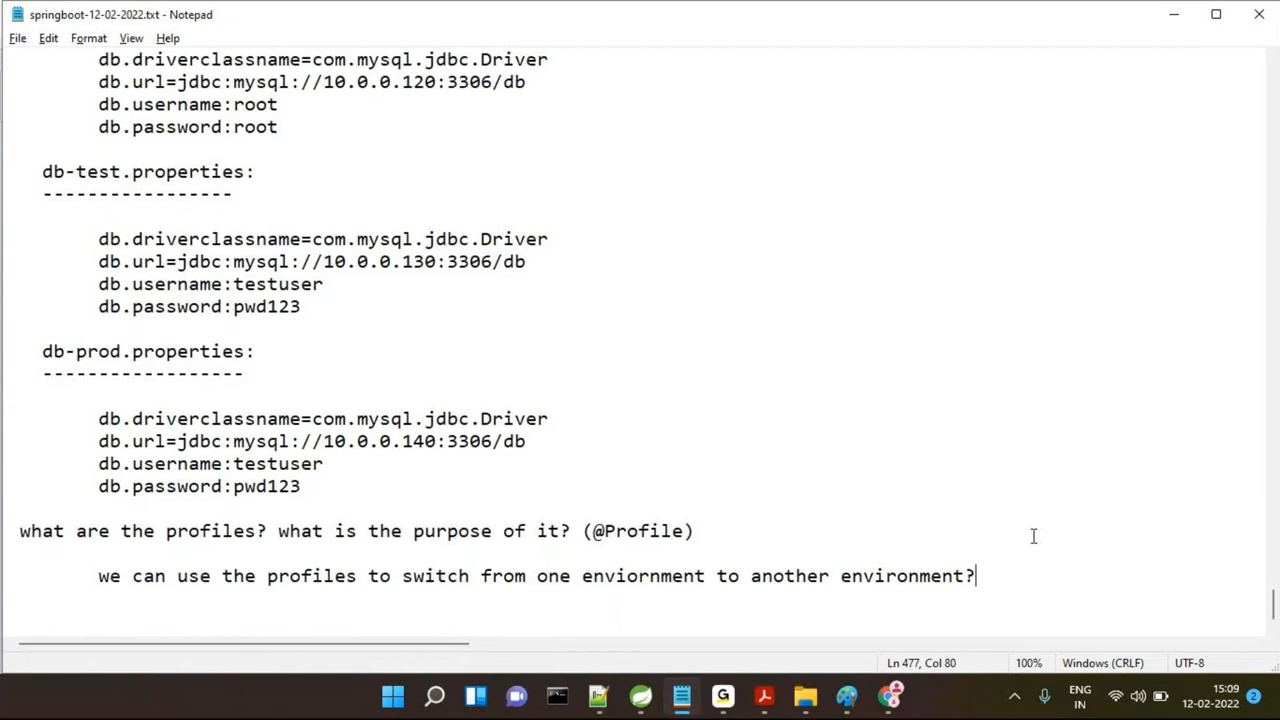 springboot-12-02-2022.txt - Notepad
File Edit Format View Help
db.driverclassname=com.mysql.jdbc.Driver
db.url=jdbc:mysql://10.0.0.120:3306/db
db.username:root
db.password:root
db-test.properties:
-----------------
db.driverclassname=com.mysql.jdbc.Driver
db.url=jdbc:mysql://10.0.0.130:3306/db
db.username:testuser
db.password:pwd123
db-prod.properties:
------------------
db.driverclassname=com.mysql.jdbc.Driver
db.url=jdbc:mysql://10.0.0.140:3306/db
db.username:testuser
db.password:pwd123
what are the profiles? what is the purpose of it? (@Profile)
we can use the profiles to switch from one enviornment to another environment?
Ln 477, Col 80 100% Windows (CRLF) UTF-8
ENG 15:09
IN 12-02-2022 2